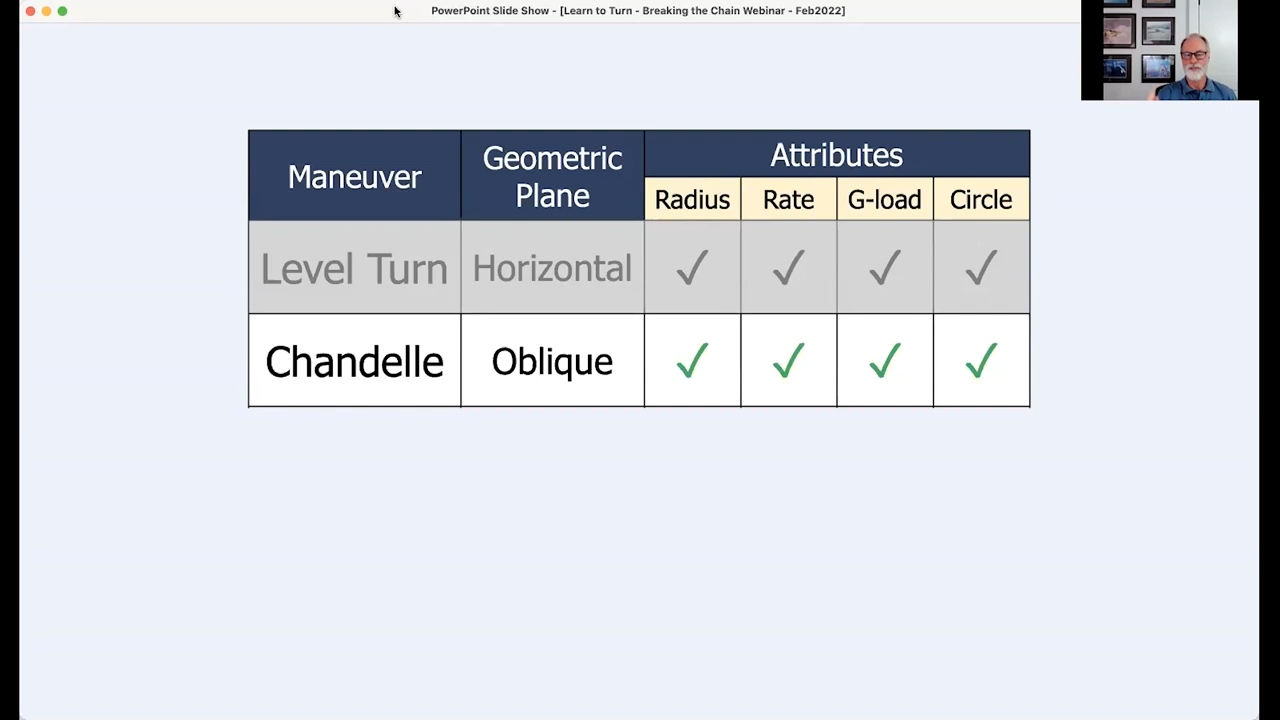 PowerPoint Slide Show - [Learn to Turn - Breaking the Chain Webinar - Feb2022]
Maneuver
Geometric
Plane
Attributes
Radius Rate G-load Circle
Level Turn Horizontal ✓ ✓ ✓ ✓
Chandelle Oblique ✓ ✓ ✓ ✓